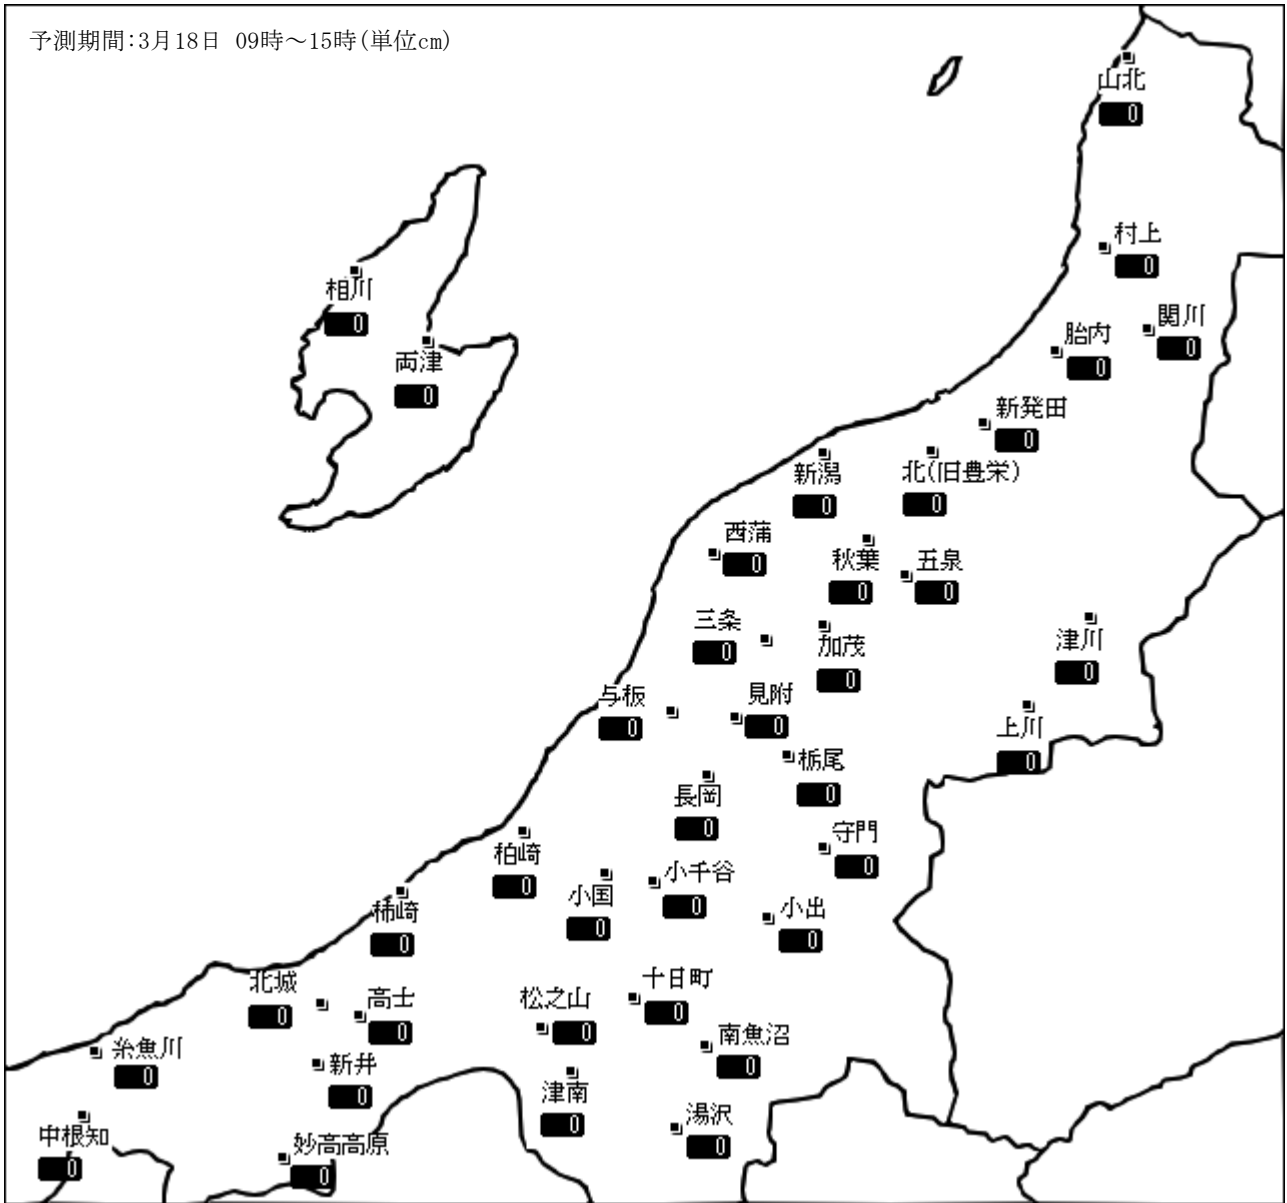 予測期間:3月18日 09時～15時(単位cm)
山北
0
村上
0
相川
0
関川
0
胎内
0
両津
0
新発田
0
新潟
0
北(旧豊栄)
0
西蒲
0
秋葉
0
五泉
0
三条
0
加茂
0
津川
0
与板
0
見附
0
上川
0
栃尾
0
長岡
0
守門
0
柏崎
0
小千谷
0
小国
0
小出
0
柿崎
0
北城
0
高士
0
松之山
0
十日町
0
南魚沼
0
糸魚川
0
新井
0
津南
0
湯沢
0
中根知
0
妙高高原
0